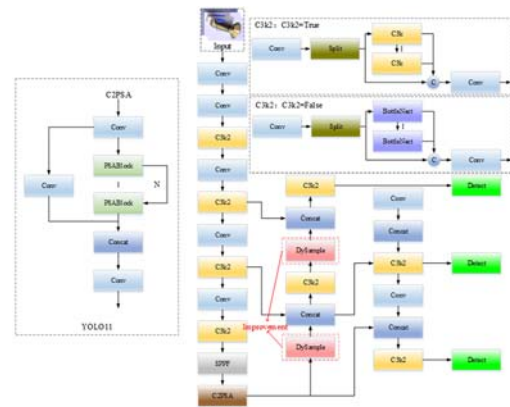 C2PSA
Conv
Conv
PSABlock
N
PSABlock
Concat
Conv
YOLO11
Input
Conv
Conv
C3k2
Conv
C3k2
Conv
C3k2
Conv
C3k2
SPPF
C2PSA
C3k2: C3k2=True
Conv
Split
C3k
C3k
C
Conv
C3k2: C3k2=False
Conv
Split
BottleNect
BottleNect
C
Conv
C3k2
Concat
DySample
C3k2
Concat
DySample
Improvement
Conv
Concat
C3k2
Conv
Concat
C3k2
Detect
Detect
Detect